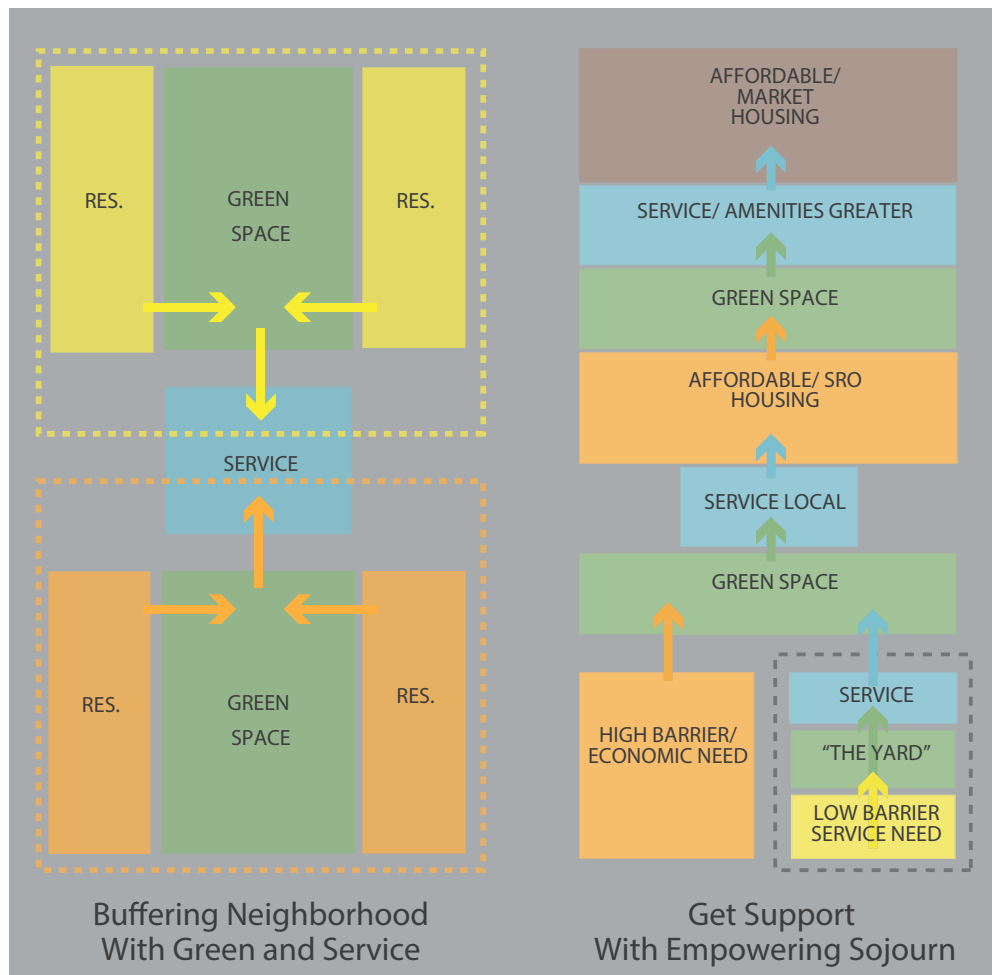 RES.
GREEN
SPACE
RES.
SERVICE
RES.
GREEN
SPACE
RES.
Buffering Neighborhood
With Green and Service
AFFORDABLE/
MARKET
HOUSING
SERVICE/ AMENITIES GREATER
GREEN SPACE
AFFORDABLE/ SRO
HOUSING
SERVICE LOCAL
GREEN SPACE
HIGH BARRIER/
ECONOMIC NEED
SERVICE
“THE YARD”
LOW BARRIER
SERVICE NEED
Get Support
With Empowering Sojourn